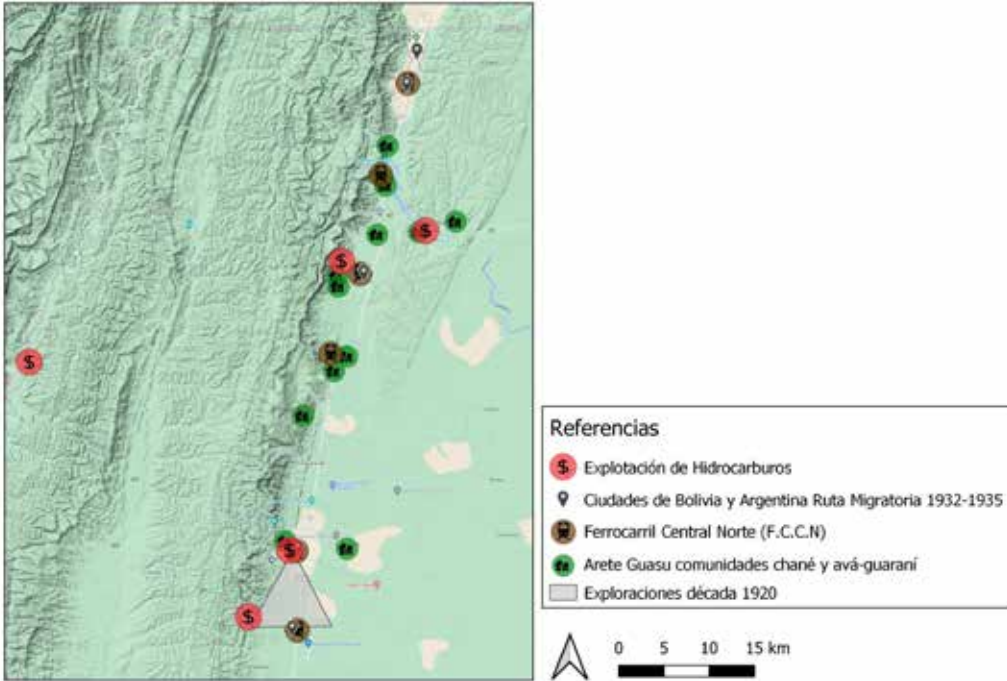 Referencias
$ Explotación de Hidrocarburos
Ciudades de Bolivia y Argentina Ruta Migratoria 1932-1935
Ferrocarril Central Norte (F.C.C.N)
Arete Guasu comunidades chané y avá-guaraní
Exploraciones década 1920
0 5 10 15 km